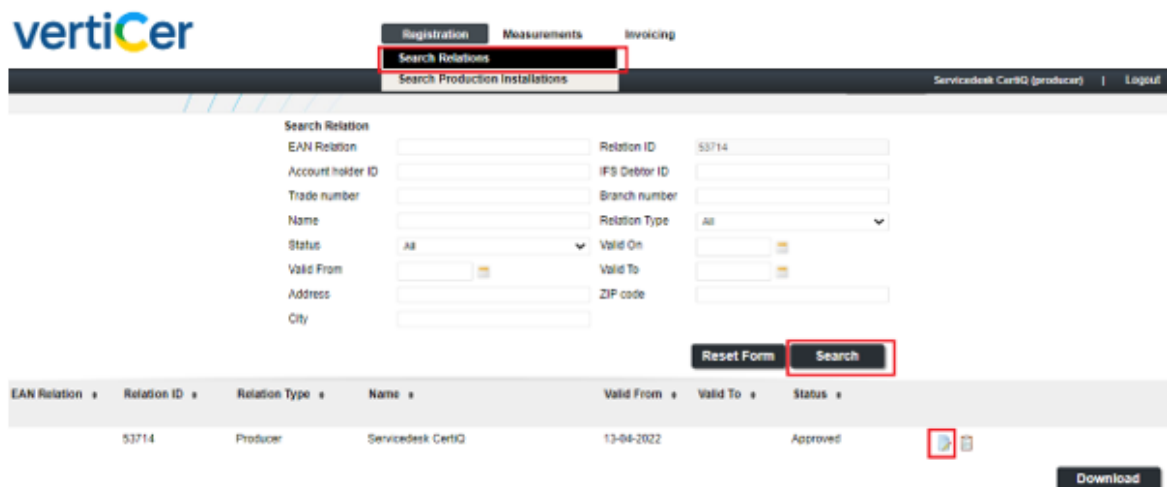 vertiCer
Registration Measurements Invoicing
Search Relations
Search Production Installations
Servicedesk CertiQ (producer) | Logout
Search Relation
EAN Relation Relation ID 53714
Account holder ID IFS Debtor ID
Trade number Branch number
Name Relation Type All
Status All Valid On
Valid From Valid To
Address ZIP code
City
Reset Form Search
EAN Relation Relation ID Relation Type Name Valid From Valid To Status
53714 Producer Servicedesk CertiQ 13-04-2022 Approved
Download